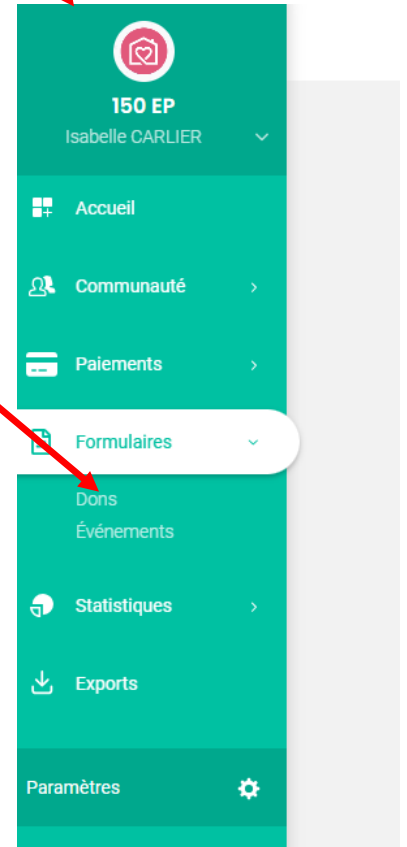 150 EP
Isabelle CARLIER
Accueil
Communauté
Paiements
Formulaires
Dons
Événements
Statistiques
Exports
Paramètres